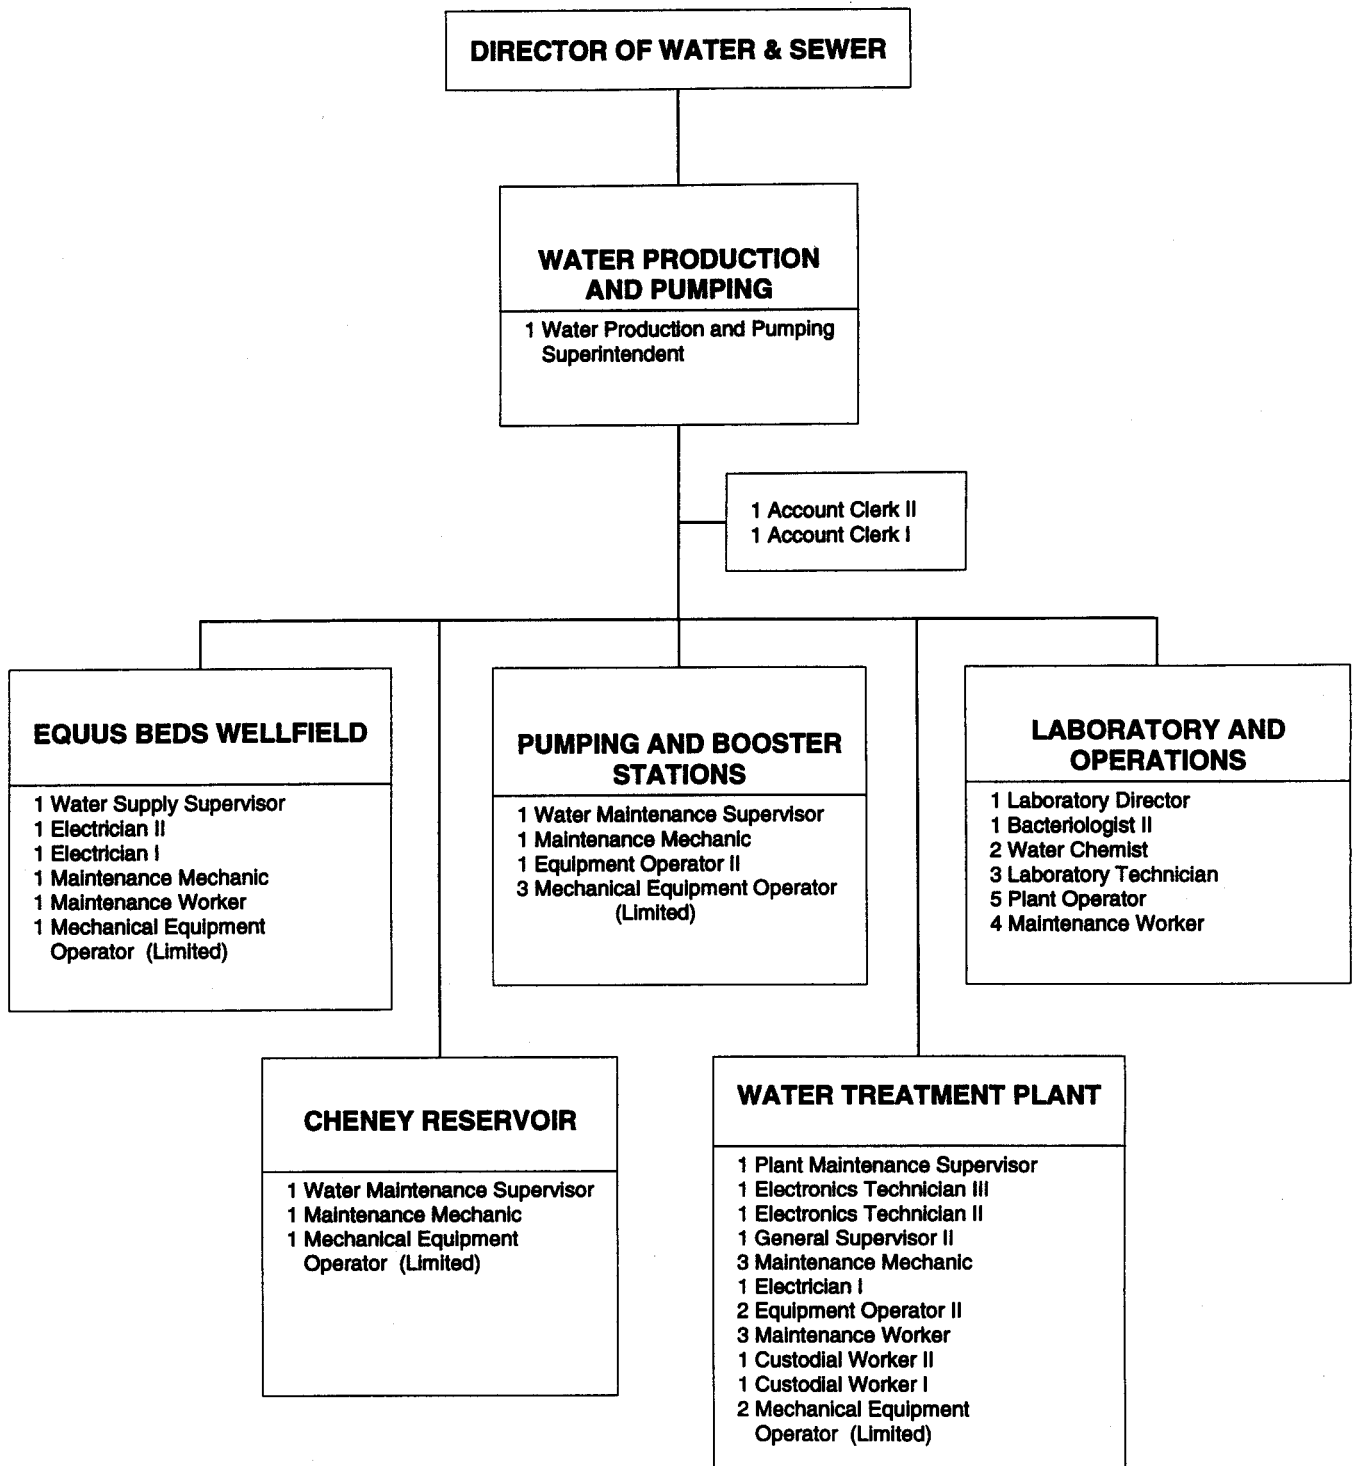 DIRECTOR OF WATER & SEWER
WATER PRODUCTION
AND PUMPING
1 Water Production and Pumping
Superintendent
1 Account Clerk II
1 Account Clerk I
EQUUS BEDS WELLFIELD
1 Water Supply Supervisor
1 Electrician II
1 Electrician I
1 Maintenance Mechanic
1 Maintenance Worker
1 Mechanical Equipment
Operator (Limited)
PUMPING AND BOOSTER
STATIONS
1 Water Maintenance Supervisor
1 Maintenance Mechanic
1 Equipment Operator II
3 Mechanical Equipment Operator
(Limited)
LABORATORY AND
OPERATIONS
1 Laboratory Director
1 Bacteriologist II
2 Water Chemist
3 Laboratory Technician
5 Plant Operator
4 Maintenance Worker
CHENEY RESERVOIR
1 Water Maintenance Supervisor
1 Maintenance Mechanic
1 Mechanical Equipment
Operator (Limited)
WATER TREATMENT PLANT
1 Plant Maintenance Supervisor
1 Electronics Technician III
1 Electronics Technician II
1 General Supervisor II
3 Maintenance Mechanic
1 Electrician I
2 Equipment Operator II
3 Maintenance Worker
1 Custodial Worker II
1 Custodial Worker I
2 Mechanical Equipment
Operator (Limited)